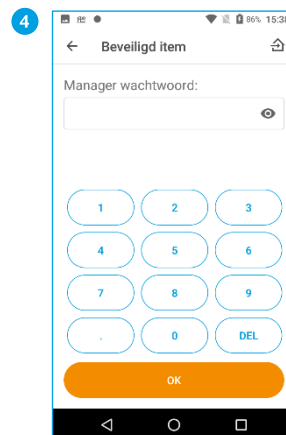 4
86% 15:38
Beveiligd item
Manager wachtwoord:
1 2 3
4 5 6
7 8 9
. 0 DEL
OK